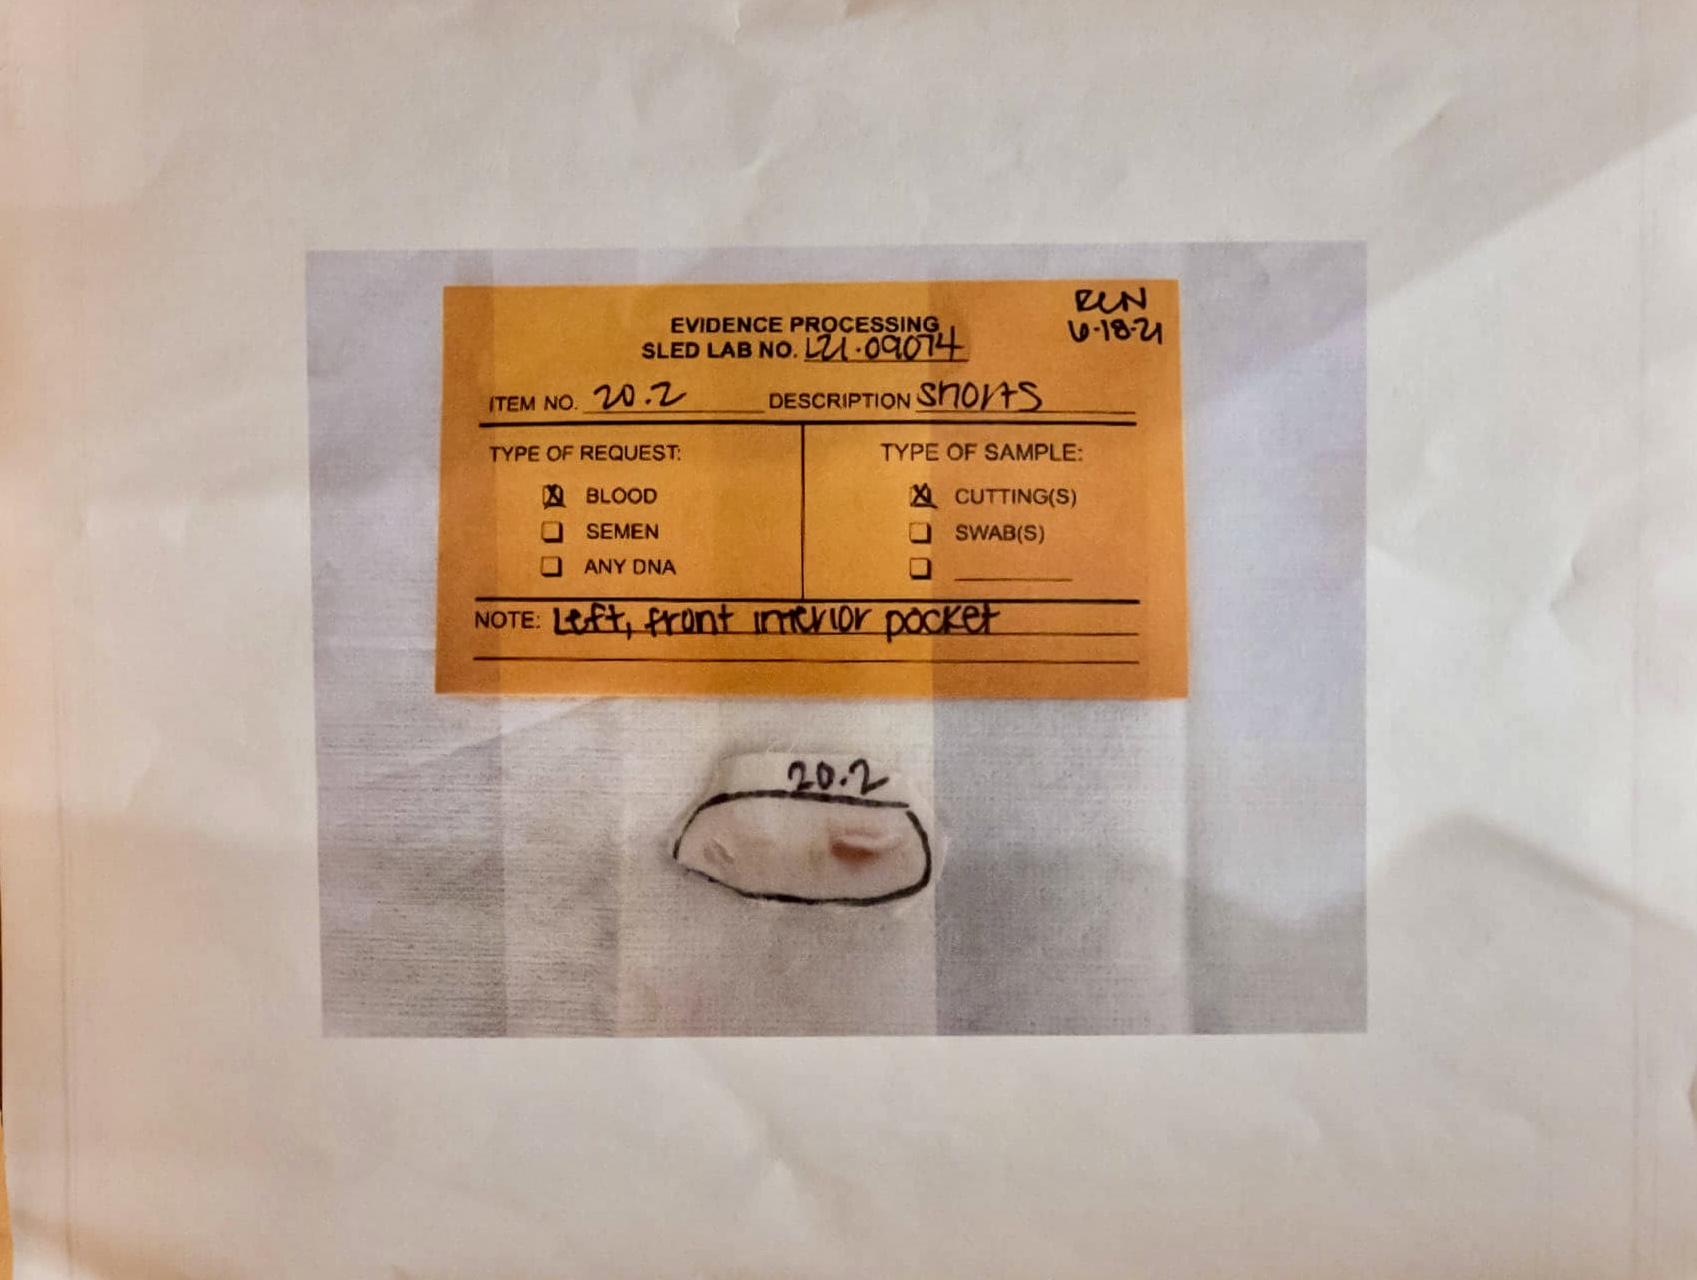 RCN
6-18-21
EVIDENCE PROCESSING
SLED LAB NO. L21-09074
ITEM NO. 20.2 DESCRIPTION shorts
TYPE OF REQUEST: TYPE OF SAMPLE:
BLOOD CUTTING(S)
SEMEN SWAB(S)
ANY DNA
NOTE: Left, front interior pocket
20.2